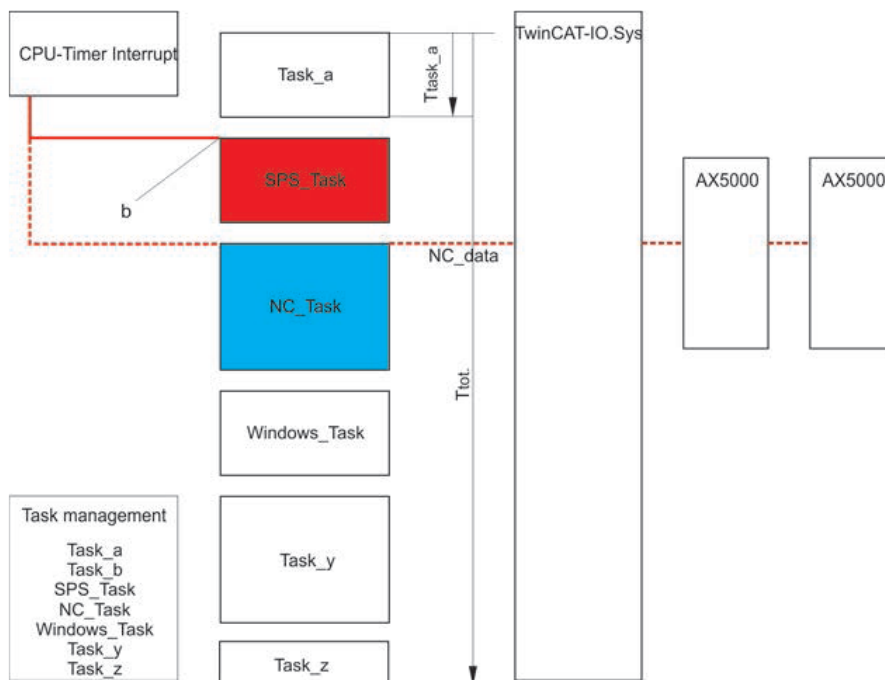 CPU-Timer Interrupt
Task_a
Ttask_a
TwinCAT-IO.Sys
SPS_Task
b
AX5000
AX5000
NC_data
NC_Task
Ttot.
Windows_Task
Task management
Task_a
Task_b
SPS_Task
NC_Task
Windows_Task
Task_y
Task_z
Task_y
Task_z